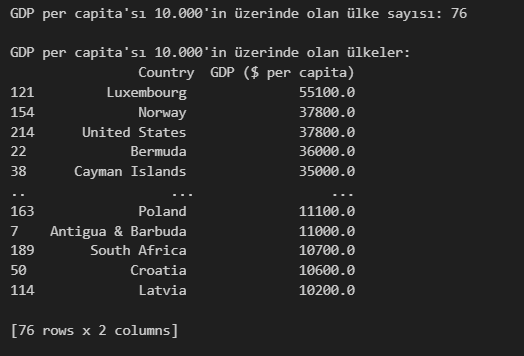 GDP per capita'sı 10.000'in üzerinde olan ülke sayısı: 76
GDP per capita'sı 10.000'in üzerinde olan ülkeler:
Country GDP ($ per capita)
121 Luxembourg 55100.0
154 Norway 37800.0
214 United States 37800.0
22 Bermuda 36000.0
38 Cayman Islands 35000.0
.. ... ...
163 Poland 11100.0
7 Antigua & Barbuda 11000.0
189 South Africa 10700.0
50 Croatia 10600.0
114 Latvia 10200.0
[76 rows x 2 columns]